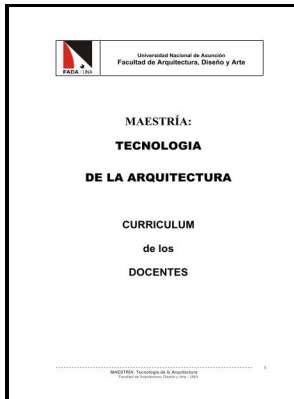 Universidad Nacional de Asunción
Facultad de Arquitectura, Diseño y Arte
FADA / UNA
MAESTRÍA:
TECNOLOGIA
DE LA ARQUITECTURA
CURRICULUM
de los
DOCENTES
1
MAESTRÍA: Tecnología de la Arquitectura
Facultad de Arquitectura, Diseño y Arte - UNA